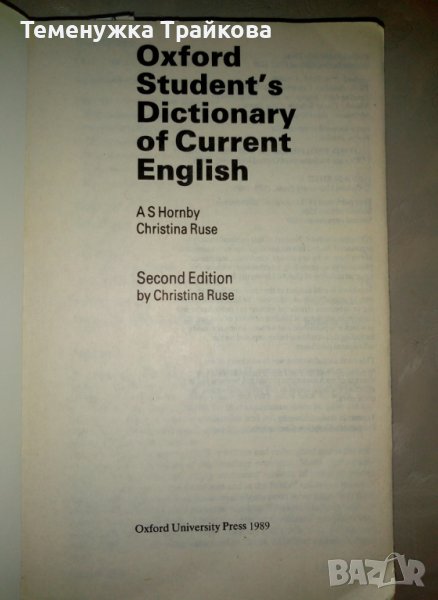 Теменужка Трайкова
Oxford
Student's
Dictionary
of Current
English
A S Hornby
Christina Ruse
Second Edition
by Christina Ruse
Oxford University Press 1989
BAZAR